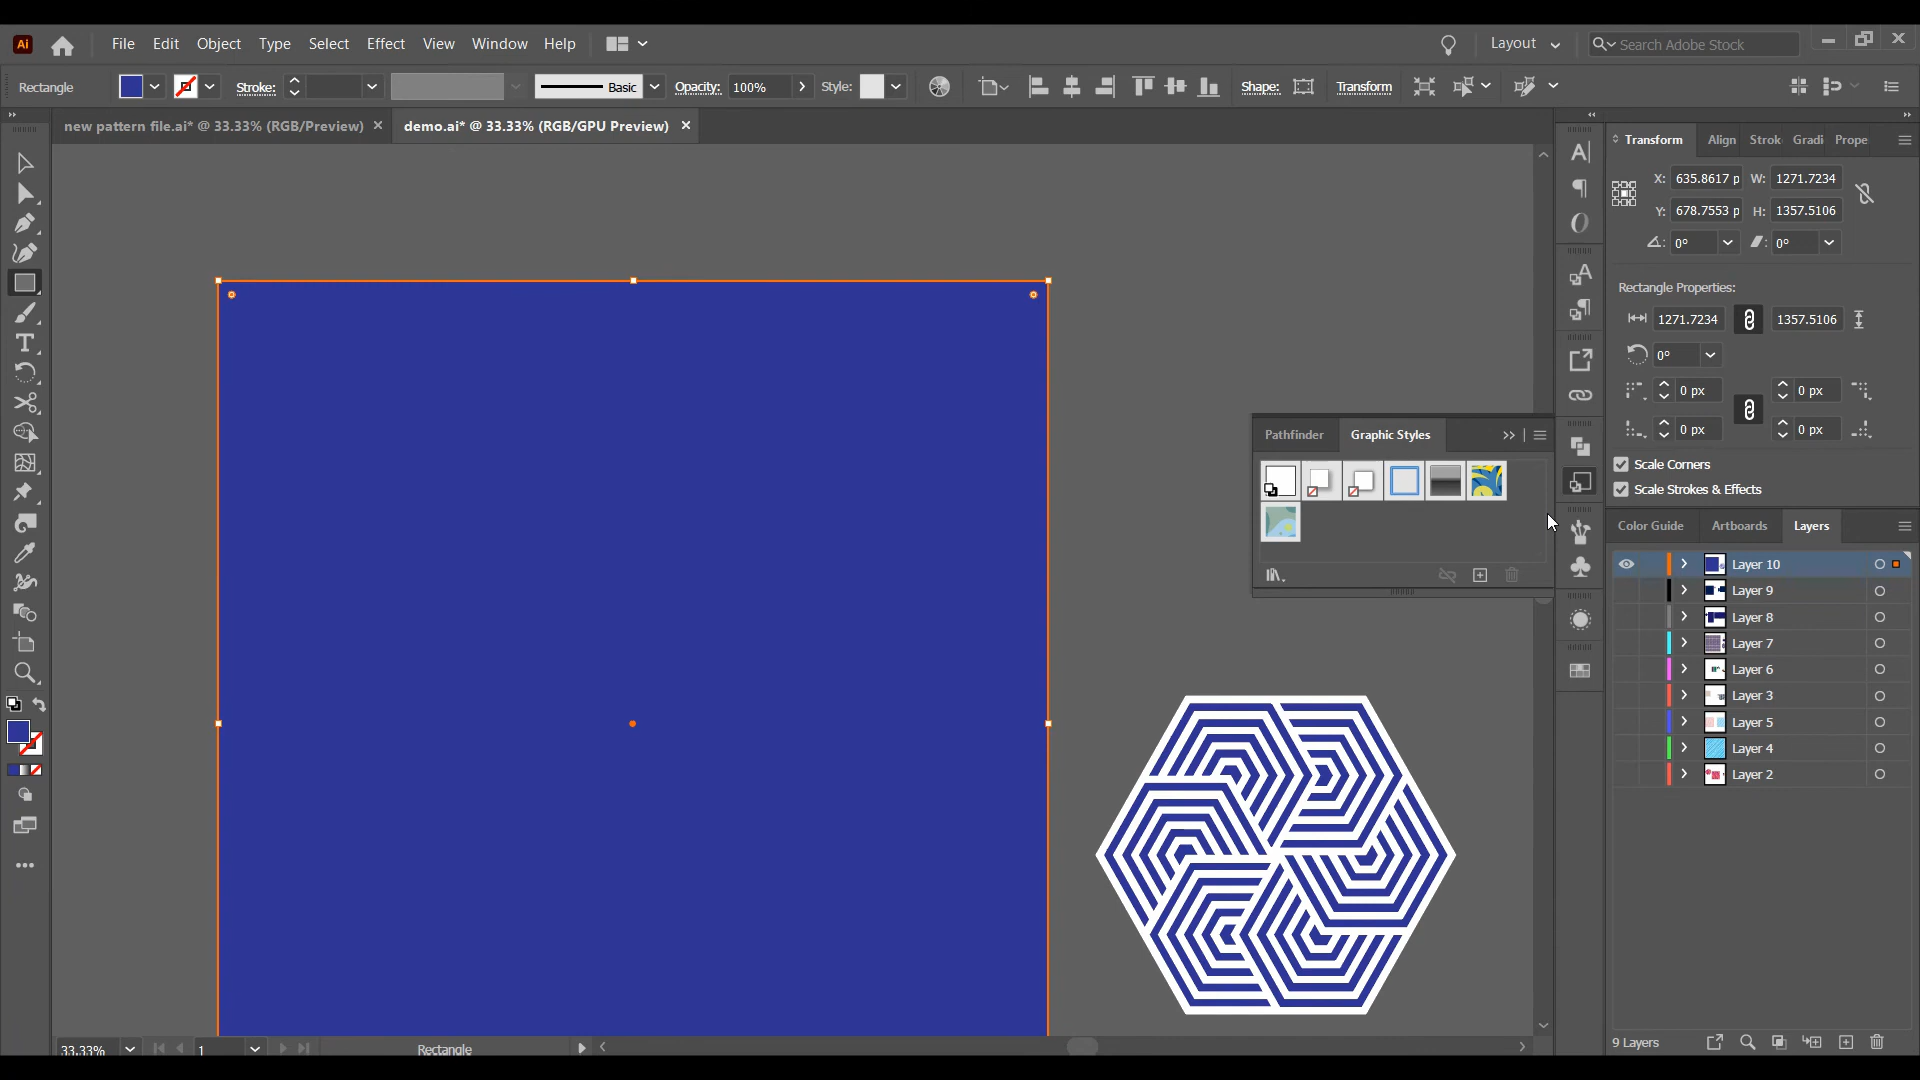 Ai File Edit Object Type Select Effect View Window Help Layout Search Adobe Stock
Rectangle Stroke: Basic Opacity: 100% Style: Shape: Transform
new pattern file.ai* @ 33.33% (RGB/Preview) × demo.ai* @ 33.33% (RGB/GPU Preview) ×
Transform Align Strok Gradi Prope
X: 635.8617 p W: 1271.7234
Y: 678.7553 p H: 1357.5106
0° 0°
Rectangle Properties:
1271.7234 1357.5106
0°
0 px 0 px
0 px 0 px
Scale Corners
Scale Strokes & Effects
Pathfinder Graphic Styles
Color Guide Artboards Layers
Layer 10
Layer 9
Layer 8
Layer 7
Layer 6
Layer 3
Layer 5
Layer 4
Layer 2
9 Layers
33.33% 1 Rectangle